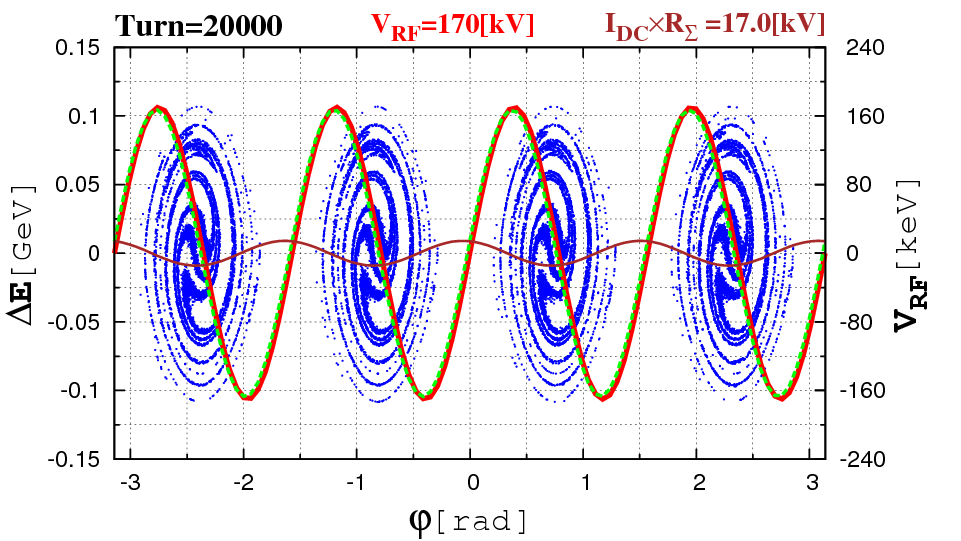 Turn=20000 V_RF=170[kV] I_DC×R_Σ =17.0[kV]
0.15 240
0.1 160
0.05 80
0 0
-0.05 -80
-0.1 -160
-0.15 -240
ΔE[GeV]
V_RF[keV]
-3 -2 -1 0 1 2 3
φ[rad]